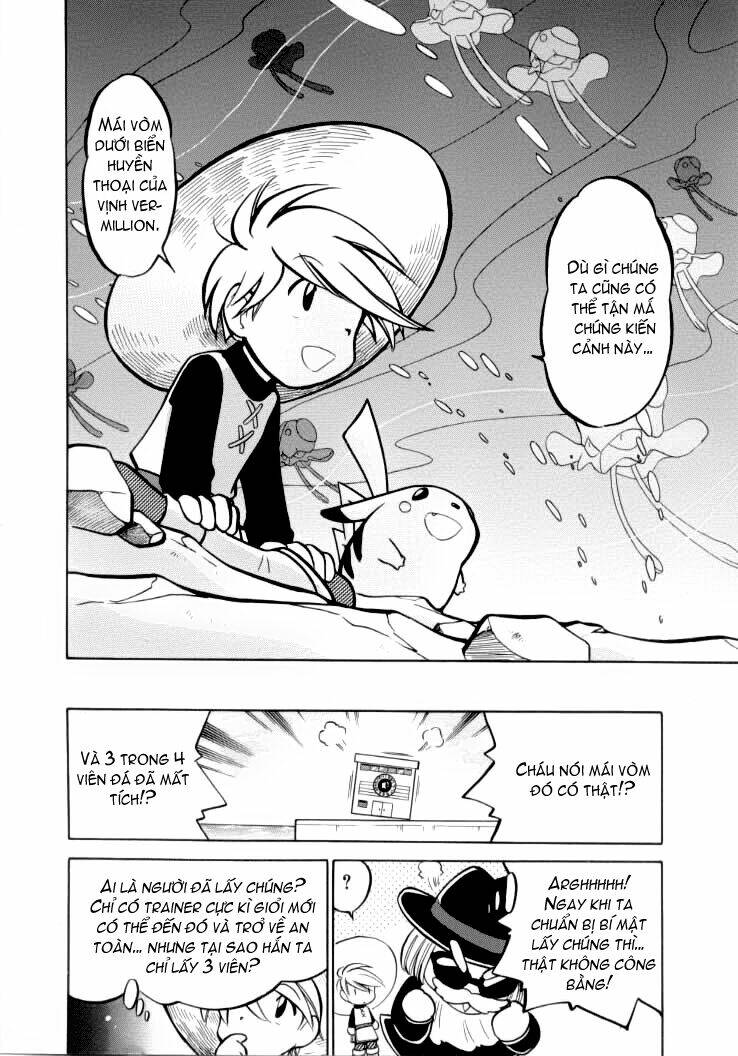 MÁI VÒM
DƯỚI BIỂN
HUYỀN
THOẠI CỦA
VỊNH VER-
MILLION.
DÙ GÌ CHÚNG
TA CŨNG CÓ
THỂ TẬN MẮ
CHỨNG KIẾN
CẢNH NÀY...
CHÁU NÓI MÁI VÒM
ĐÓ CÓ THẬT!?
VÀ 3 TRONG 4
VIÊN ĐÁ ĐÃ MẤT
TÍCH!?
ARGHHHHH!
NGAY KHI TA
CHUẨN BỊ BÍ MẬT
LẤY CHÚNG THÌ...
THẬT KHÔNG CÔNG
BẰNG!
?
AI LÀ NGƯỜI ĐÃ LẤY CHÚNG?
CHỈ CÓ TRAINER CỰC KÌ GIỎI MỚI
CÓ THỂ ĐẾN ĐÓ VÀ TRỞ VỀ AN
TOÀN... NHƯNG TẠI SAO HẮN TA
CHỈ LẤY 3 VIÊN?